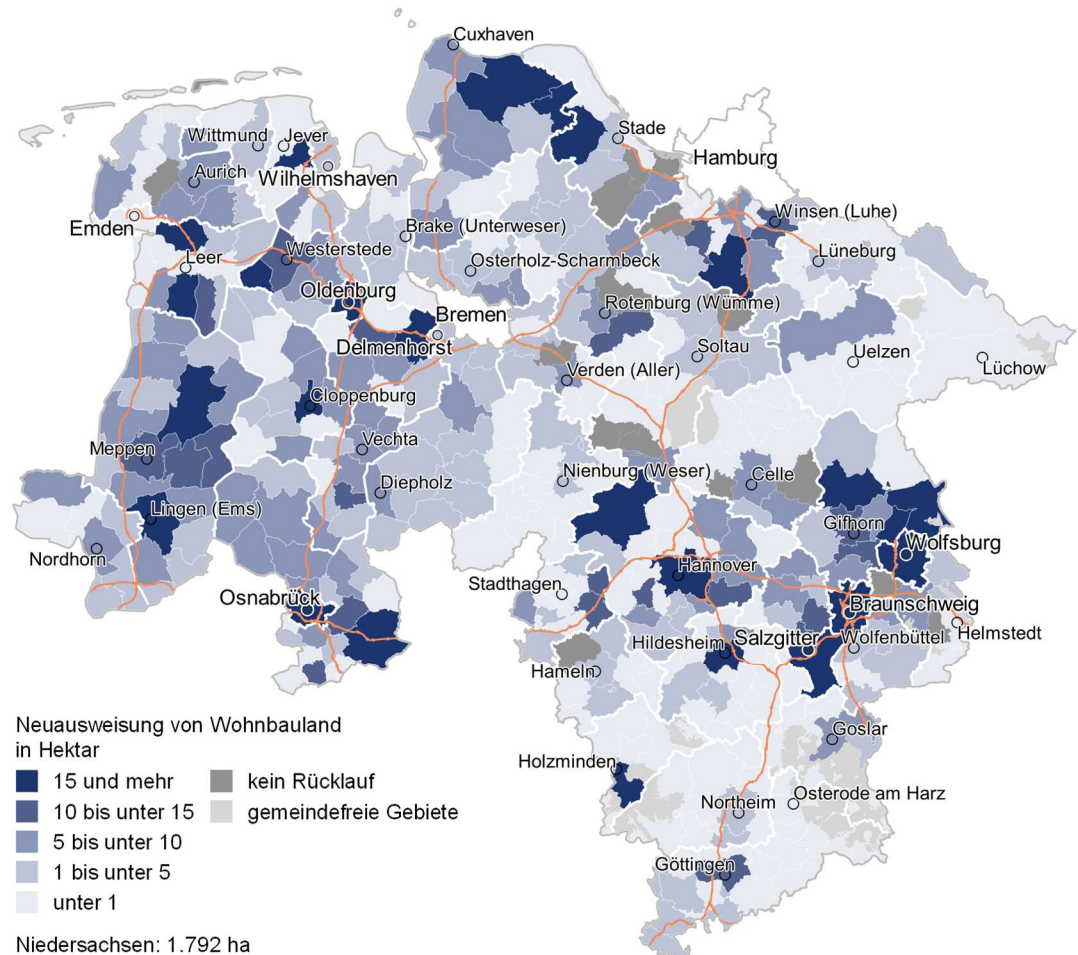 Cuxhaven
Stade
Hamburg
Wittmund
Jever
Aurich
Wilhelmshaven
Emden
Leer
Westerstede
Brake (Unterweser)
Osterholz-Scharmbeck
Winsen (Luhe)
Lüneburg
Oldenburg
Bremen
Delmenhorst
Rotenburg (Wümme)
Soltau
Uelzen
Lüchow
Verden (Aller)
Cloppenburg
Vechta
Meppen
Diepholz
Nienburg (Weser)
Celle
Lingen (Ems)
Gifhorn
Wolfsburg
Nordhorn
Hannover
Stadthagen
Osnabrück
Braunschweig
Helmstedt
Hildesheim
Salzgitter
Wolfenbüttel
Hameln
Goslar
Holzminden
Northeim
Osterode am Harz
Göttingen
Neuausweisung von Wohnbauland
in Hektar
15 und mehr
kein Rücklauf
10 bis unter 15
gemeindefreie Gebiete
5 bis unter 10
1 bis unter 5
unter 1
Niedersachsen: 1.792 ha